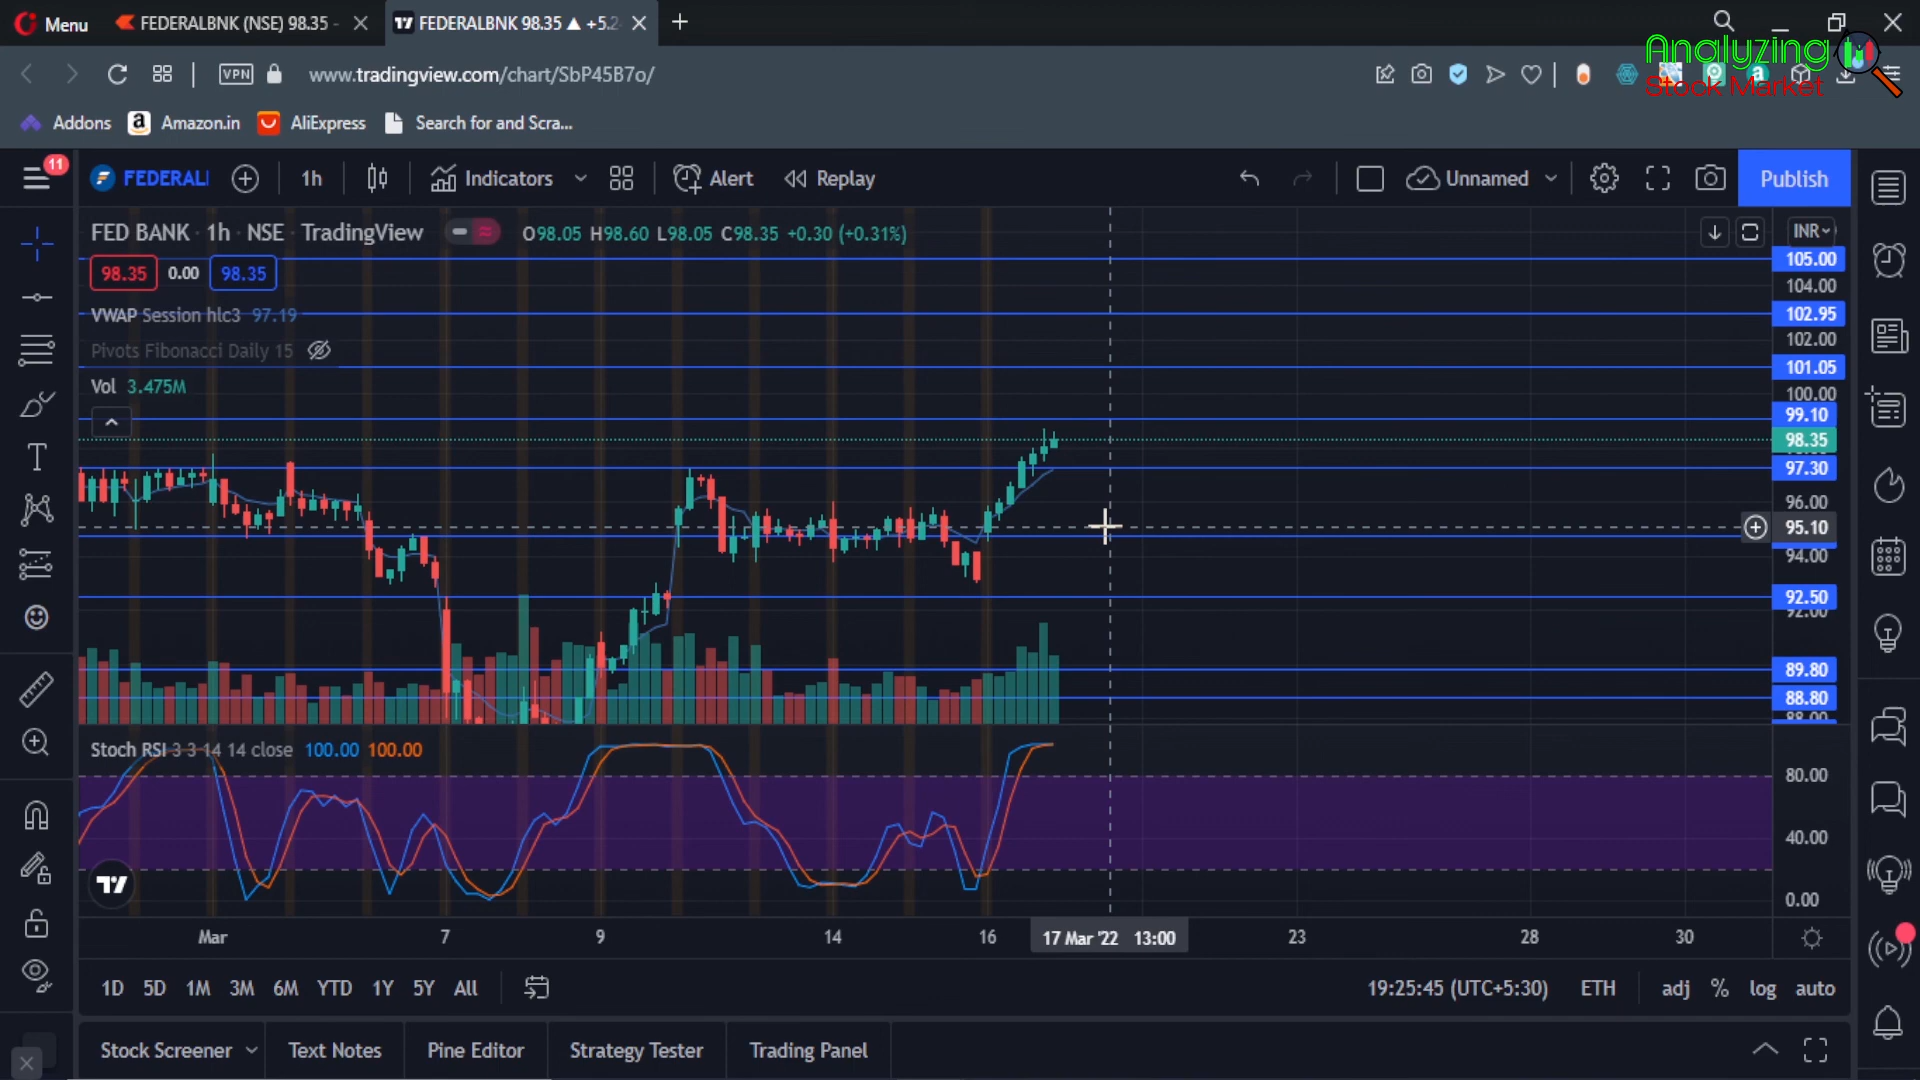 Menu
FEDERALBNK (NSE) 98.35 -
FEDERALBNK 98.35 ▲ +5.2
Analyzing
Stock Market
VPN
www.tradingview.com/chart/SbP45B7o/
Addons
a Amazon.in
AliExpress
Search for and Scra...
11
FEDERALI
1h
Indicators
Alert
Replay
Unnamed
Publish
FED BANK · 1h · NSE · TradingView
O98.05 H98.60 L98.05 C98.35 +0.30 (+0.31%)
INR
98.35 0.00 98.35
VWAP Session hlc3 97.19
Pivots Fibonacci Daily 15
Vol 3.475M
105.00
104.00
102.95
102.00
101.05
100.00
99.10
98.35
97.30
96.00
95.10
94.00
92.50
92.00
89.80
88.80
88.00
Stoch RSI 3 3 14 14 close 100.00 100.00
80.00
40.00
0.00
Mar 7 9 14 16 17 Mar '22 13:00 23 28 30
1D 5D 1M 3M 6M YTD 1Y 5Y All
19:25:45 (UTC+5:30) ETH adj % log auto
Stock Screener Text Notes Pine Editor Strategy Tester Trading Panel